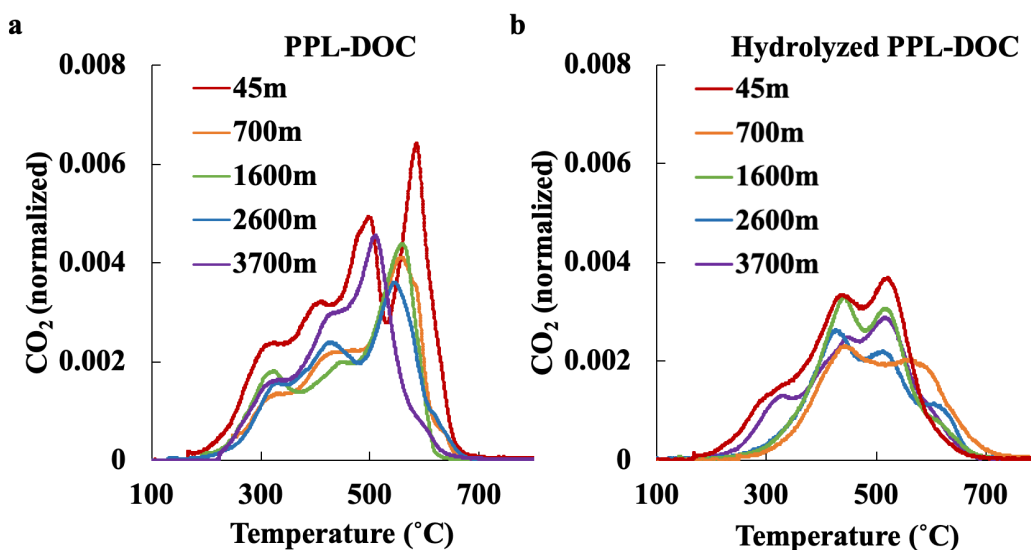 a
PPL-DOC
CO₂ (normalized)
0.008
0.006
0.004
0.002
0
45m
700m
1600m
2600m
3700m
100
300
500
700
Temperature (˚C)
b
Hydrolyzed PPL-DOC
CO₂ (normalized)
0.008
0.006
0.004
0.002
0
45m
700m
1600m
2600m
3700m
100
300
500
700
Temperature (˚C)